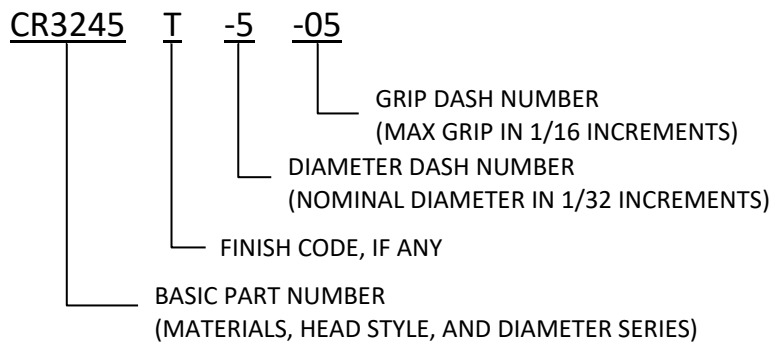 CR3245 T -5 -05
GRIP DASH NUMBER
(MAX GRIP IN 1/16 INCREMENTS)
DIAMETER DASH NUMBER
(NOMINAL DIAMETER IN 1/32 INCREMENTS)
FINISH CODE, IF ANY
BASIC PART NUMBER
(MATERIALS, HEAD STYLE, AND DIAMETER SERIES)